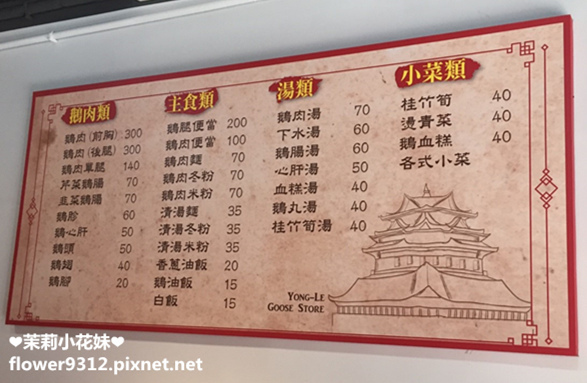 鵝肉類
鵝肉(前胸) 300
鵝肉(後腿) 300
鵝肉單腿 140
芹菜鵝腸 70
韭菜鵝腸 70
鵝胗 60
鵝心肝 50
鵝頭 50
鵝翅 40
鵝腳 20
主食類
鵝腿便當 200
鵝肉便當 100
鵝肉麵 70
鵝肉冬粉 70
鵝肉米粉 70
清湯麵 35
清湯冬粉 35
清湯米粉 35
香蔥油飯 20
鵝油飯 15
白飯 15
湯類
鵝肉湯 70
下水湯 60
鵝腸湯 60
心肝湯 50
血糕湯 40
鵝丸湯 40
桂竹筍湯 40
小菜類
桂竹筍 40
燙青菜 40
鵝血糕 40
各式小菜
YONG-LE
GOOSE STORE
❤茉莉小花妹❤
flower9312.pixnet.net